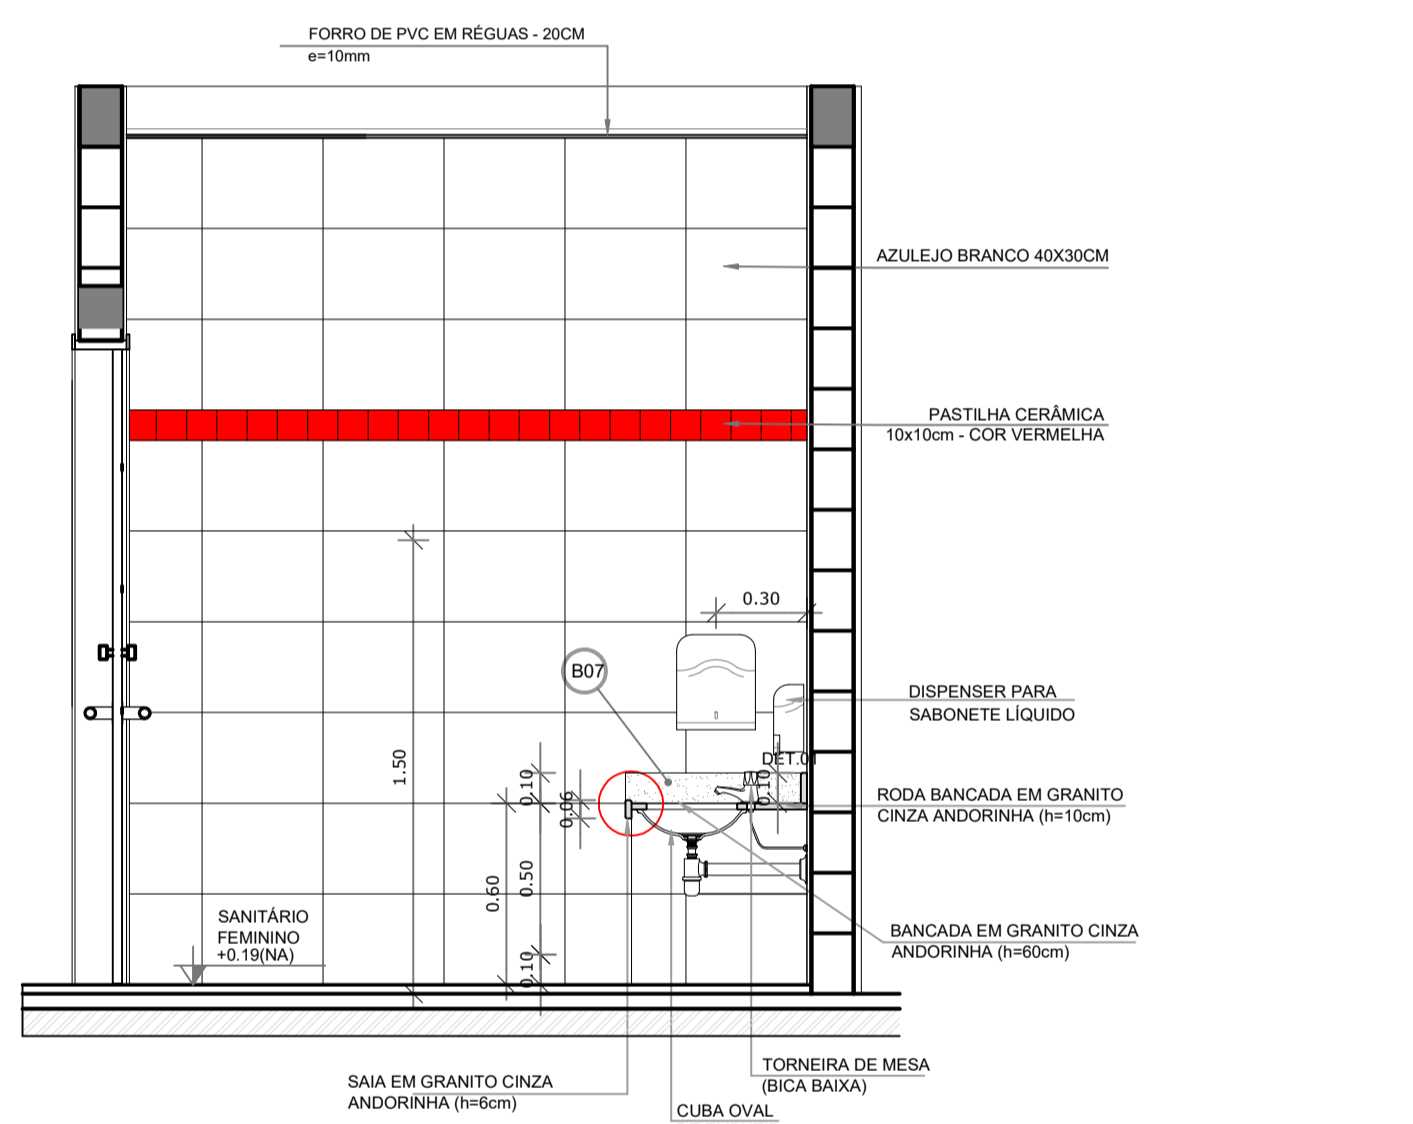 FORRO DE PVC EM RÉGUAS - 20CM
e=10mm
AZULEJO BRANCO 40X30CM
PASTILHA CERÂMICA
10x10cm - COR VERMELHA
0.30
B07
DISPENSER PARA
SABONETE LÍQUIDO
1.50
DET.01
0.10
0.10
0.06
RODA BANCADA EM GRANITO
CINZA ANDORINHA (h=10cm)
0.60
0.50
0.10
SANITÁRIO
FEMININO
+0.19(NA)
BANCADA EM GRANITO CINZA
ANDORINHA (h=60cm)
TORNEIRA DE MESA
(BICA BAIXA)
SAIA EM GRANITO CINZA
ANDORINHA (h=6cm)
CUBA OVAL